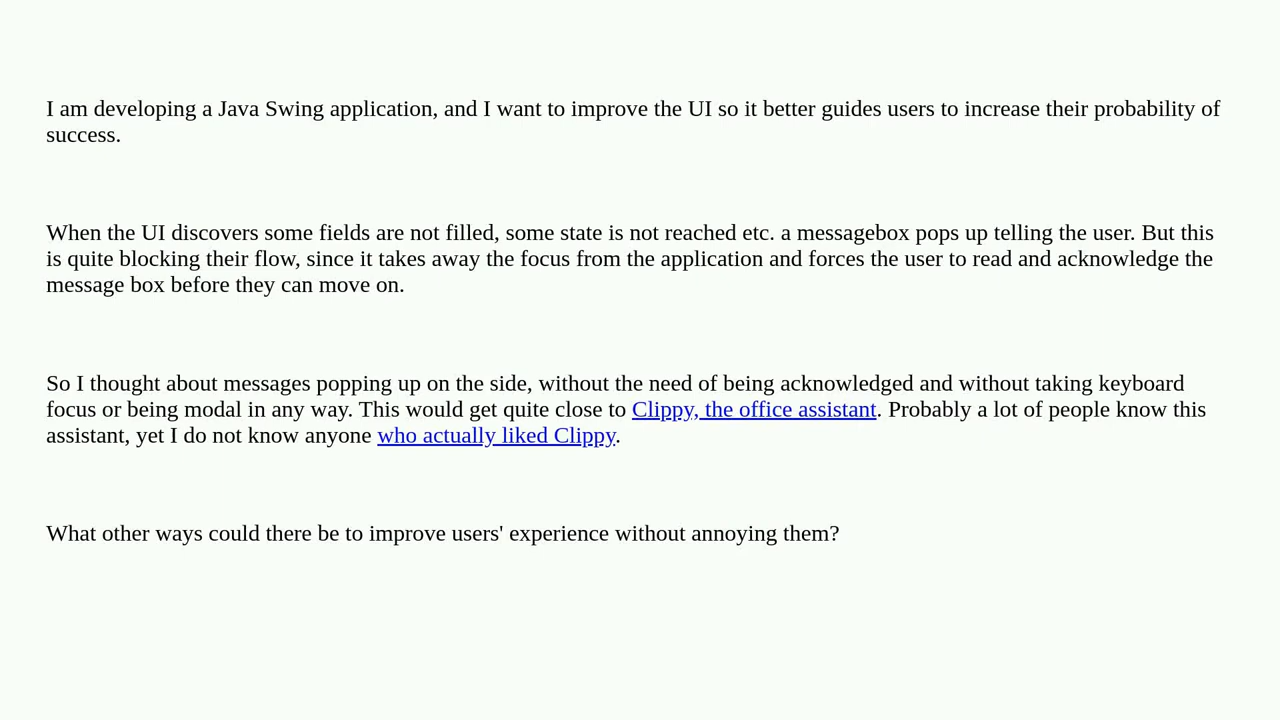 I am developing a Java Swing application, and I want to improve the UI so it better guides users to increase their probability of
success.
When the UI discovers some fields are not filled, some state is not reached etc. a messagebox pops up telling the user. But this
is quite blocking their flow, since it takes away the focus from the application and forces the user to read and acknowledge the
message box before they can move on.
So I thought about messages popping up on the side, without the need of being acknowledged and without taking keyboard
focus or being modal in any way. This would get quite close to Clippy, the office assistant. Probably a lot of people know this
assistant, yet I do not know anyone who actually liked Clippy.
What other ways could there be to improve users' experience without annoying them?